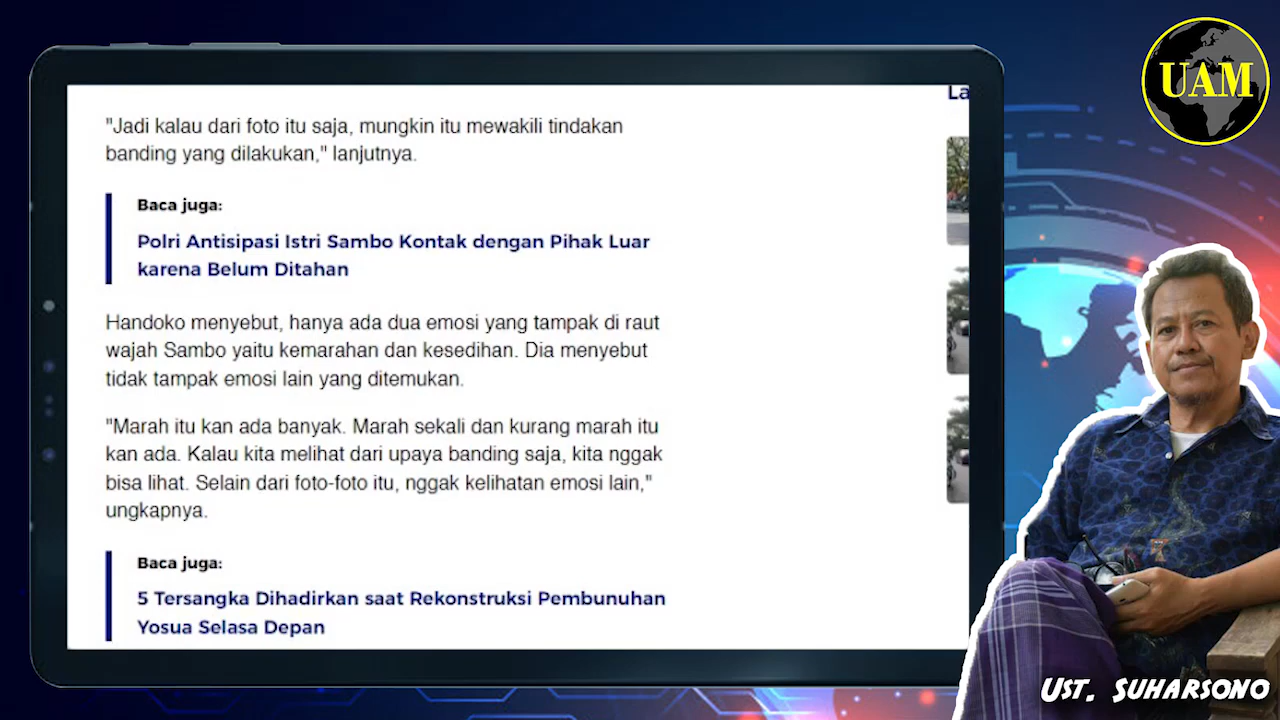 "Jadi kalau dari foto itu saja, mungkin itu mewakili tindakan
banding yang dilakukan," lanjutnya.
Baca juga:
Polri Antisipasi Istri Sambo Kontak dengan Pihak Luar
karena Belum Ditahan
Handoko menyebut, hanya ada dua emosi yang tampak di raut
wajah Sambo yaitu kemarahan dan kesedihan. Dia menyebut
tidak tampak emosi lain yang ditemukan.
"Marah itu kan ada banyak. Marah sekali dan kurang marah itu
kan ada. Kalau kita melihat dari upaya banding saja, kita nggak
bisa lihat. Selain dari foto-foto itu, nggak kelihatan emosi lain,"
ungkapnya.
Baca juga:
5 Tersangka Dihadirkan saat Rekonstruksi Pembunuhan
Yosua Selasa Depan
UAM
UST. SUHARSONO